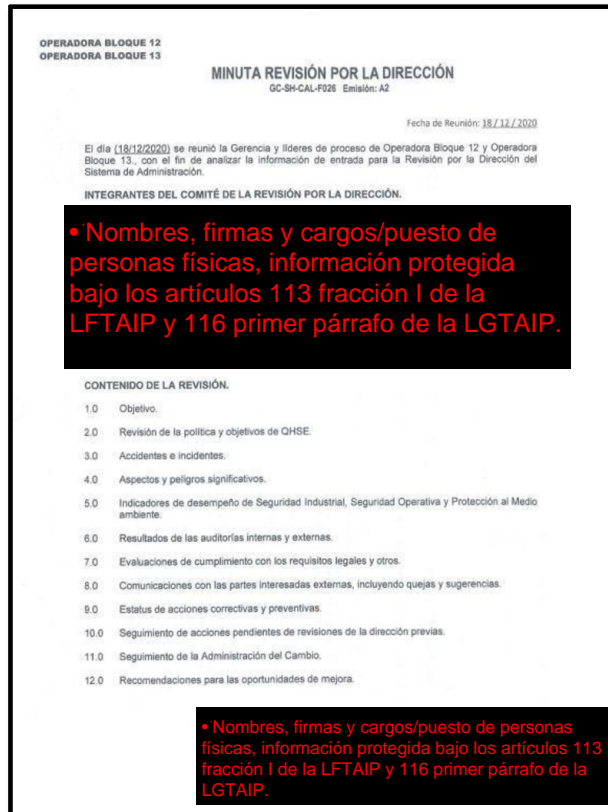 OPERADORA BLOQUE 12
OPERADORA BLOQUE 13
MINUTA REVISIÓN POR LA DIRECCIÓN
GC-SH-CAL-F026 Emisión: A2
Fecha de Reunión: 18 / 12 / 2020
El día (18/12/2020) se reunió la Gerencia y líderes de proceso de Operadora Bloque 12 y Operadora
Bloque 13., con el fin de analizar la información de entrada para la Revisión por la Dirección del
Sistema de Administración.
INTEGRANTES DEL COMITÉ DE LA REVISIÓN POR LA DIRECCIÓN.
• Nombres, firmas y cargos/puesto de
personas físicas, información protegida
bajo los artículos 113 fracción I de la
LFTAIP y 116 primer párrafo de la LGTAIP.
CONTENIDO DE LA REVISIÓN.
1.0 Objetivo.
2.0 Revisión de la política y objetivos de QHSE.
3.0 Accidentes e incidentes.
4.0 Aspectos y peligros significativos.
5.0 Indicadores de desempeño de Seguridad Industrial, Seguridad Operativa y Protección al Medio
ambiente.
6.0 Resultados de las auditorías internas y externas.
7.0 Evaluaciones de cumplimiento con los requisitos legales y otros.
8.0 Comunicaciones con las partes interesadas externas, incluyendo quejas y sugerencias.
9.0 Estatus de acciones correctivas y preventivas.
10.0 Seguimiento de acciones pendientes de revisiones de la dirección previas.
11.0 Seguimiento de la Administración del Cambio.
12.0 Recomendaciones para las oportunidades de mejora.
• Nombres, firmas y cargos/puesto de personas
físicas, información protegida bajo los artículos 113
fracción I de la LFTAIP y 116 primer párrafo de la
LGTAIP.